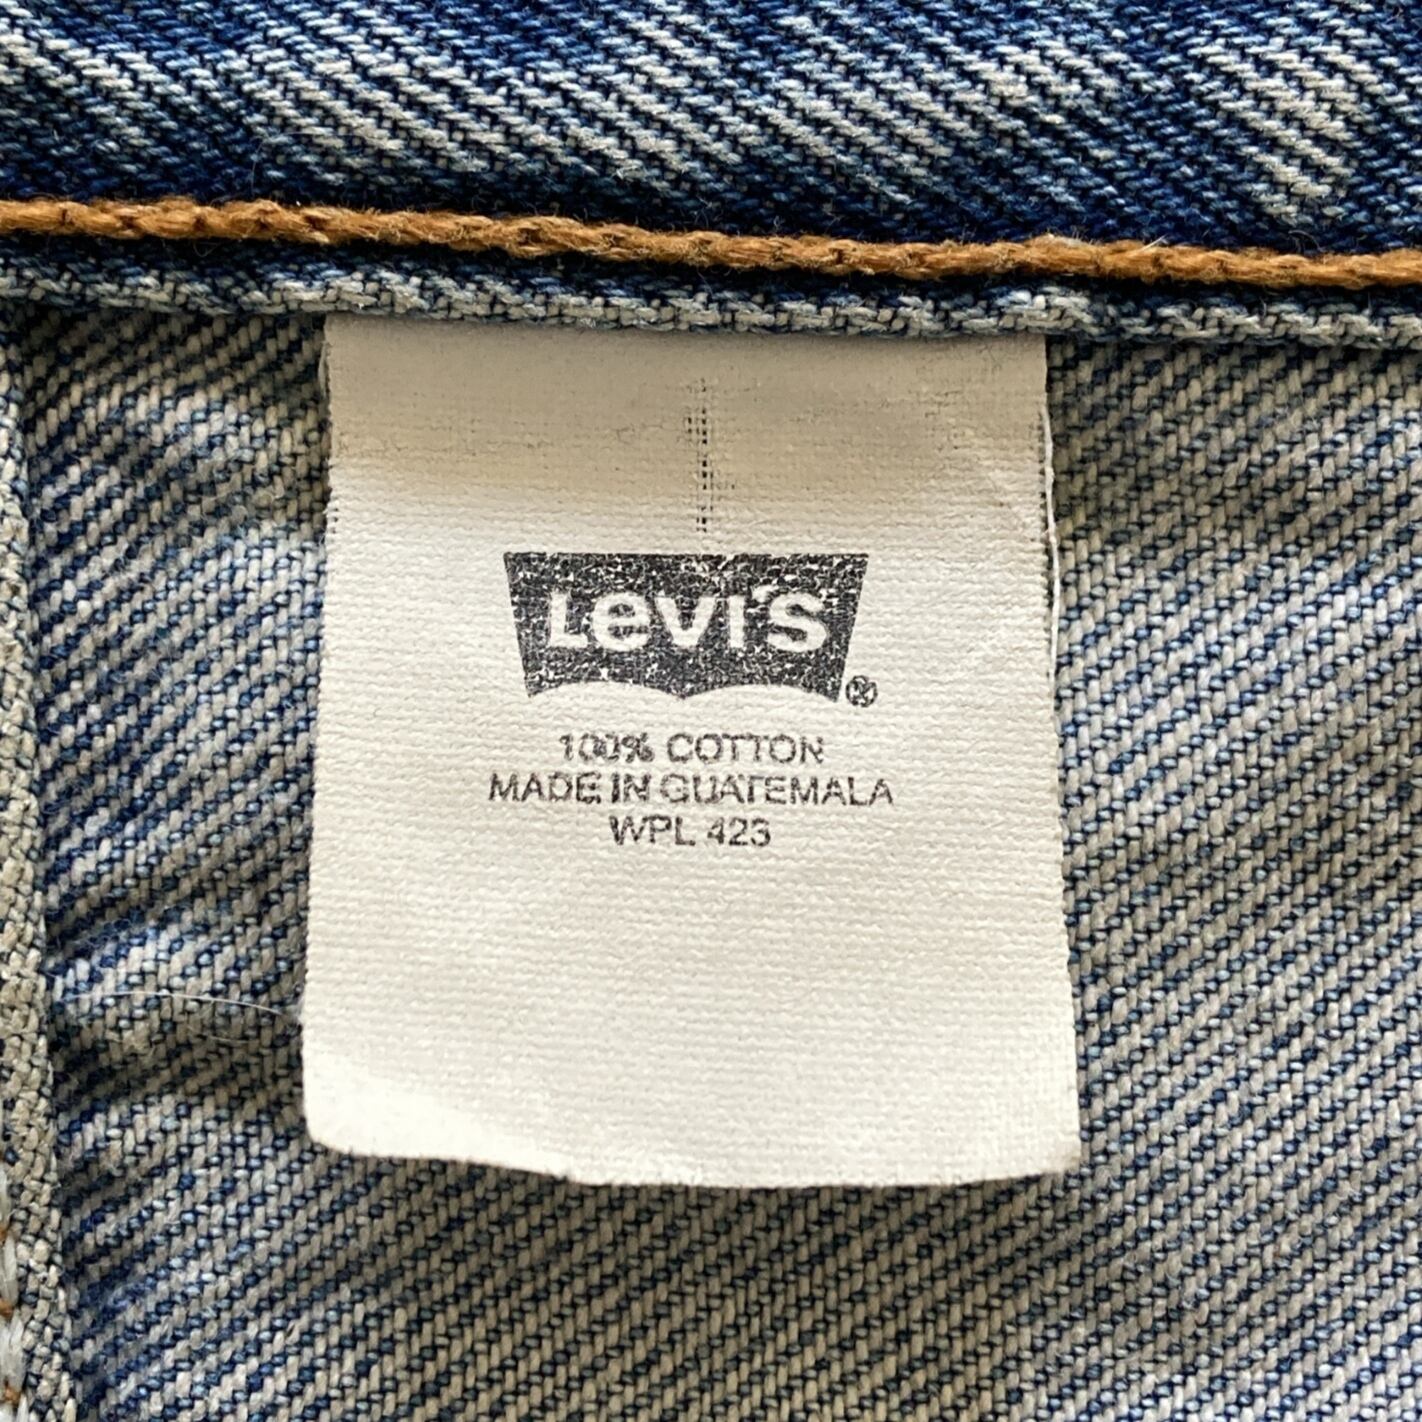 LeVI'S ®
100% COTTON
MADE IN GUATEMALA
WPL 423